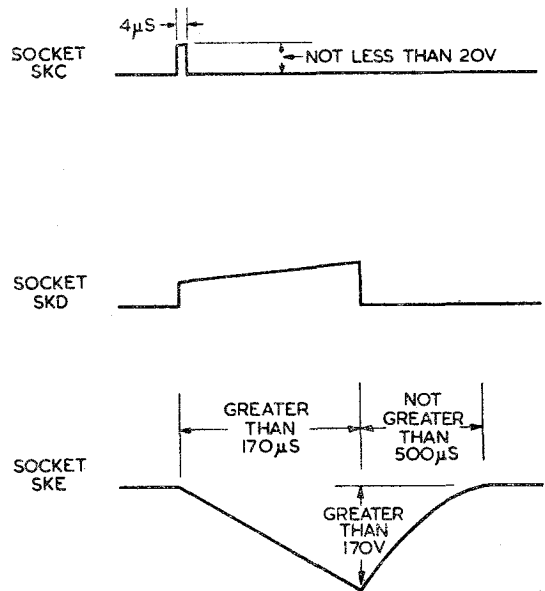 4μS
SOCKET
SKC
NOT LESS THAN 20V
SOCKET
SKD
SOCKET
SKE
GREATER
THAN
170μS
NOT
GREATER
THAN
500μS
GREATER
THAN
170V